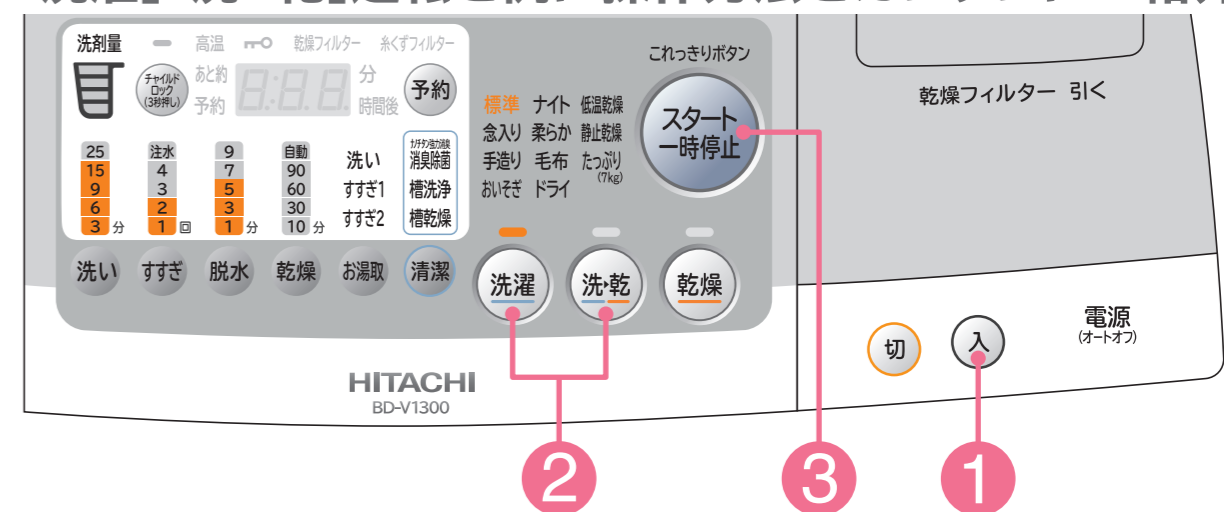 洗剤量 高温 乾燥フィルター 糸くずフィルター
チャイルド
ロック
(3秒押し)
あと約
予約
8:88
分
時間後
予約
25
15
9
6
3 分
注水
4
3
2
1 回
9
7
5
3
1 分
自動
90
60
30
10 分
洗い
すすぎ1
すすぎ2
消臭除菌
槽洗浄
槽乾燥
標準 ナイト 低温乾燥
念入り 柔らか 静止乾燥
手造り 毛布 たっぷり
(7kg)
おいそぎ ドライ
これっきりボタン
スタート
一時停止
洗い すすぎ 脱水 乾燥 お湯取 清潔
洗濯 洗▸乾 乾燥
HITACHI
BD-V1300
乾燥フィルター 引く
切 入 電源
(オートオフ)
2 3 1